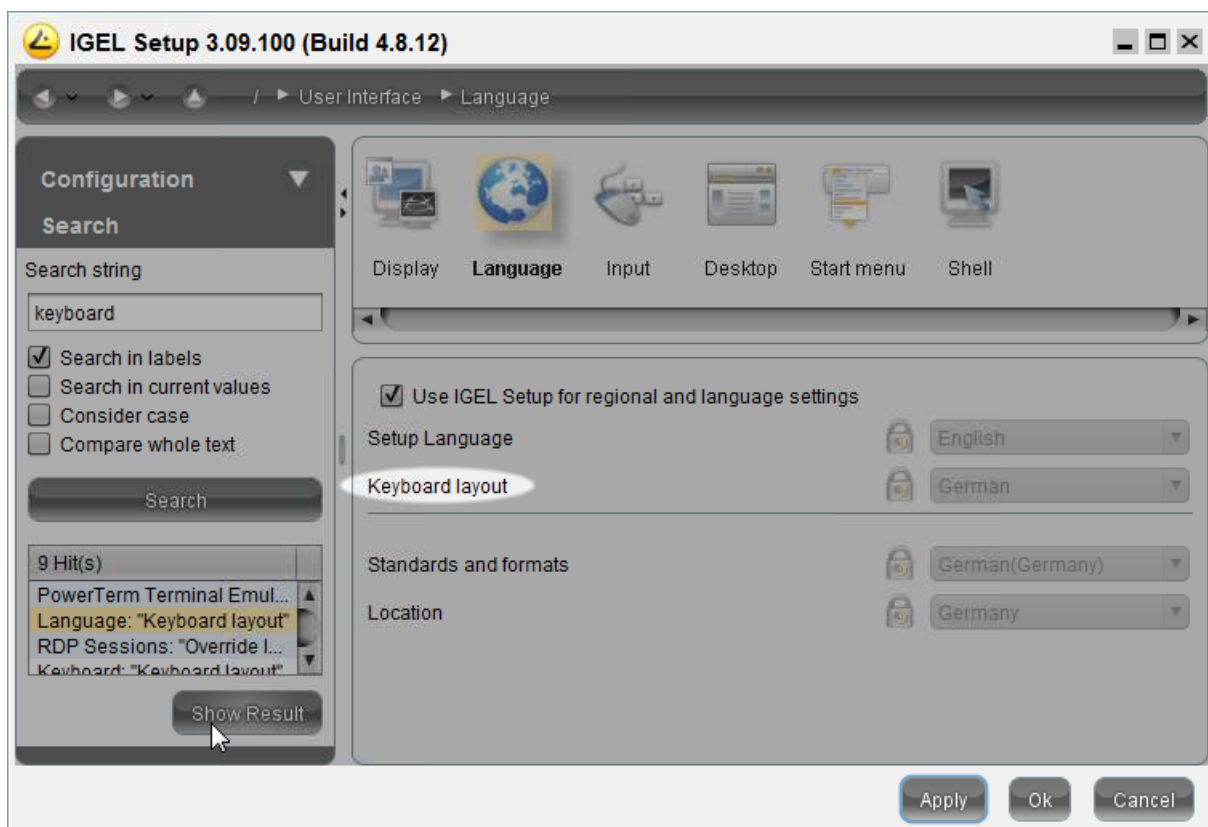 IGEL Setup 3.09.100 (Build 4.8.12)
/ ► User Interface ► Language
Configuration
Search
Search string
keyboard
Search in labels
Search in current values
Consider case
Compare whole text
Search
9 Hit(s)
PowerTerm Terminal Emul...
Language: "Keyboard layout"
RDP Sessions: "Override l...
Keyboard: "Keyboard layout"
Show Result
Display Language Input Desktop Start menu Shell
Use IGEL Setup for regional and language settings
Setup Language English
Keyboard layout German
Standards and formats German(Germany)
Location Germany
Apply Ok Cancel